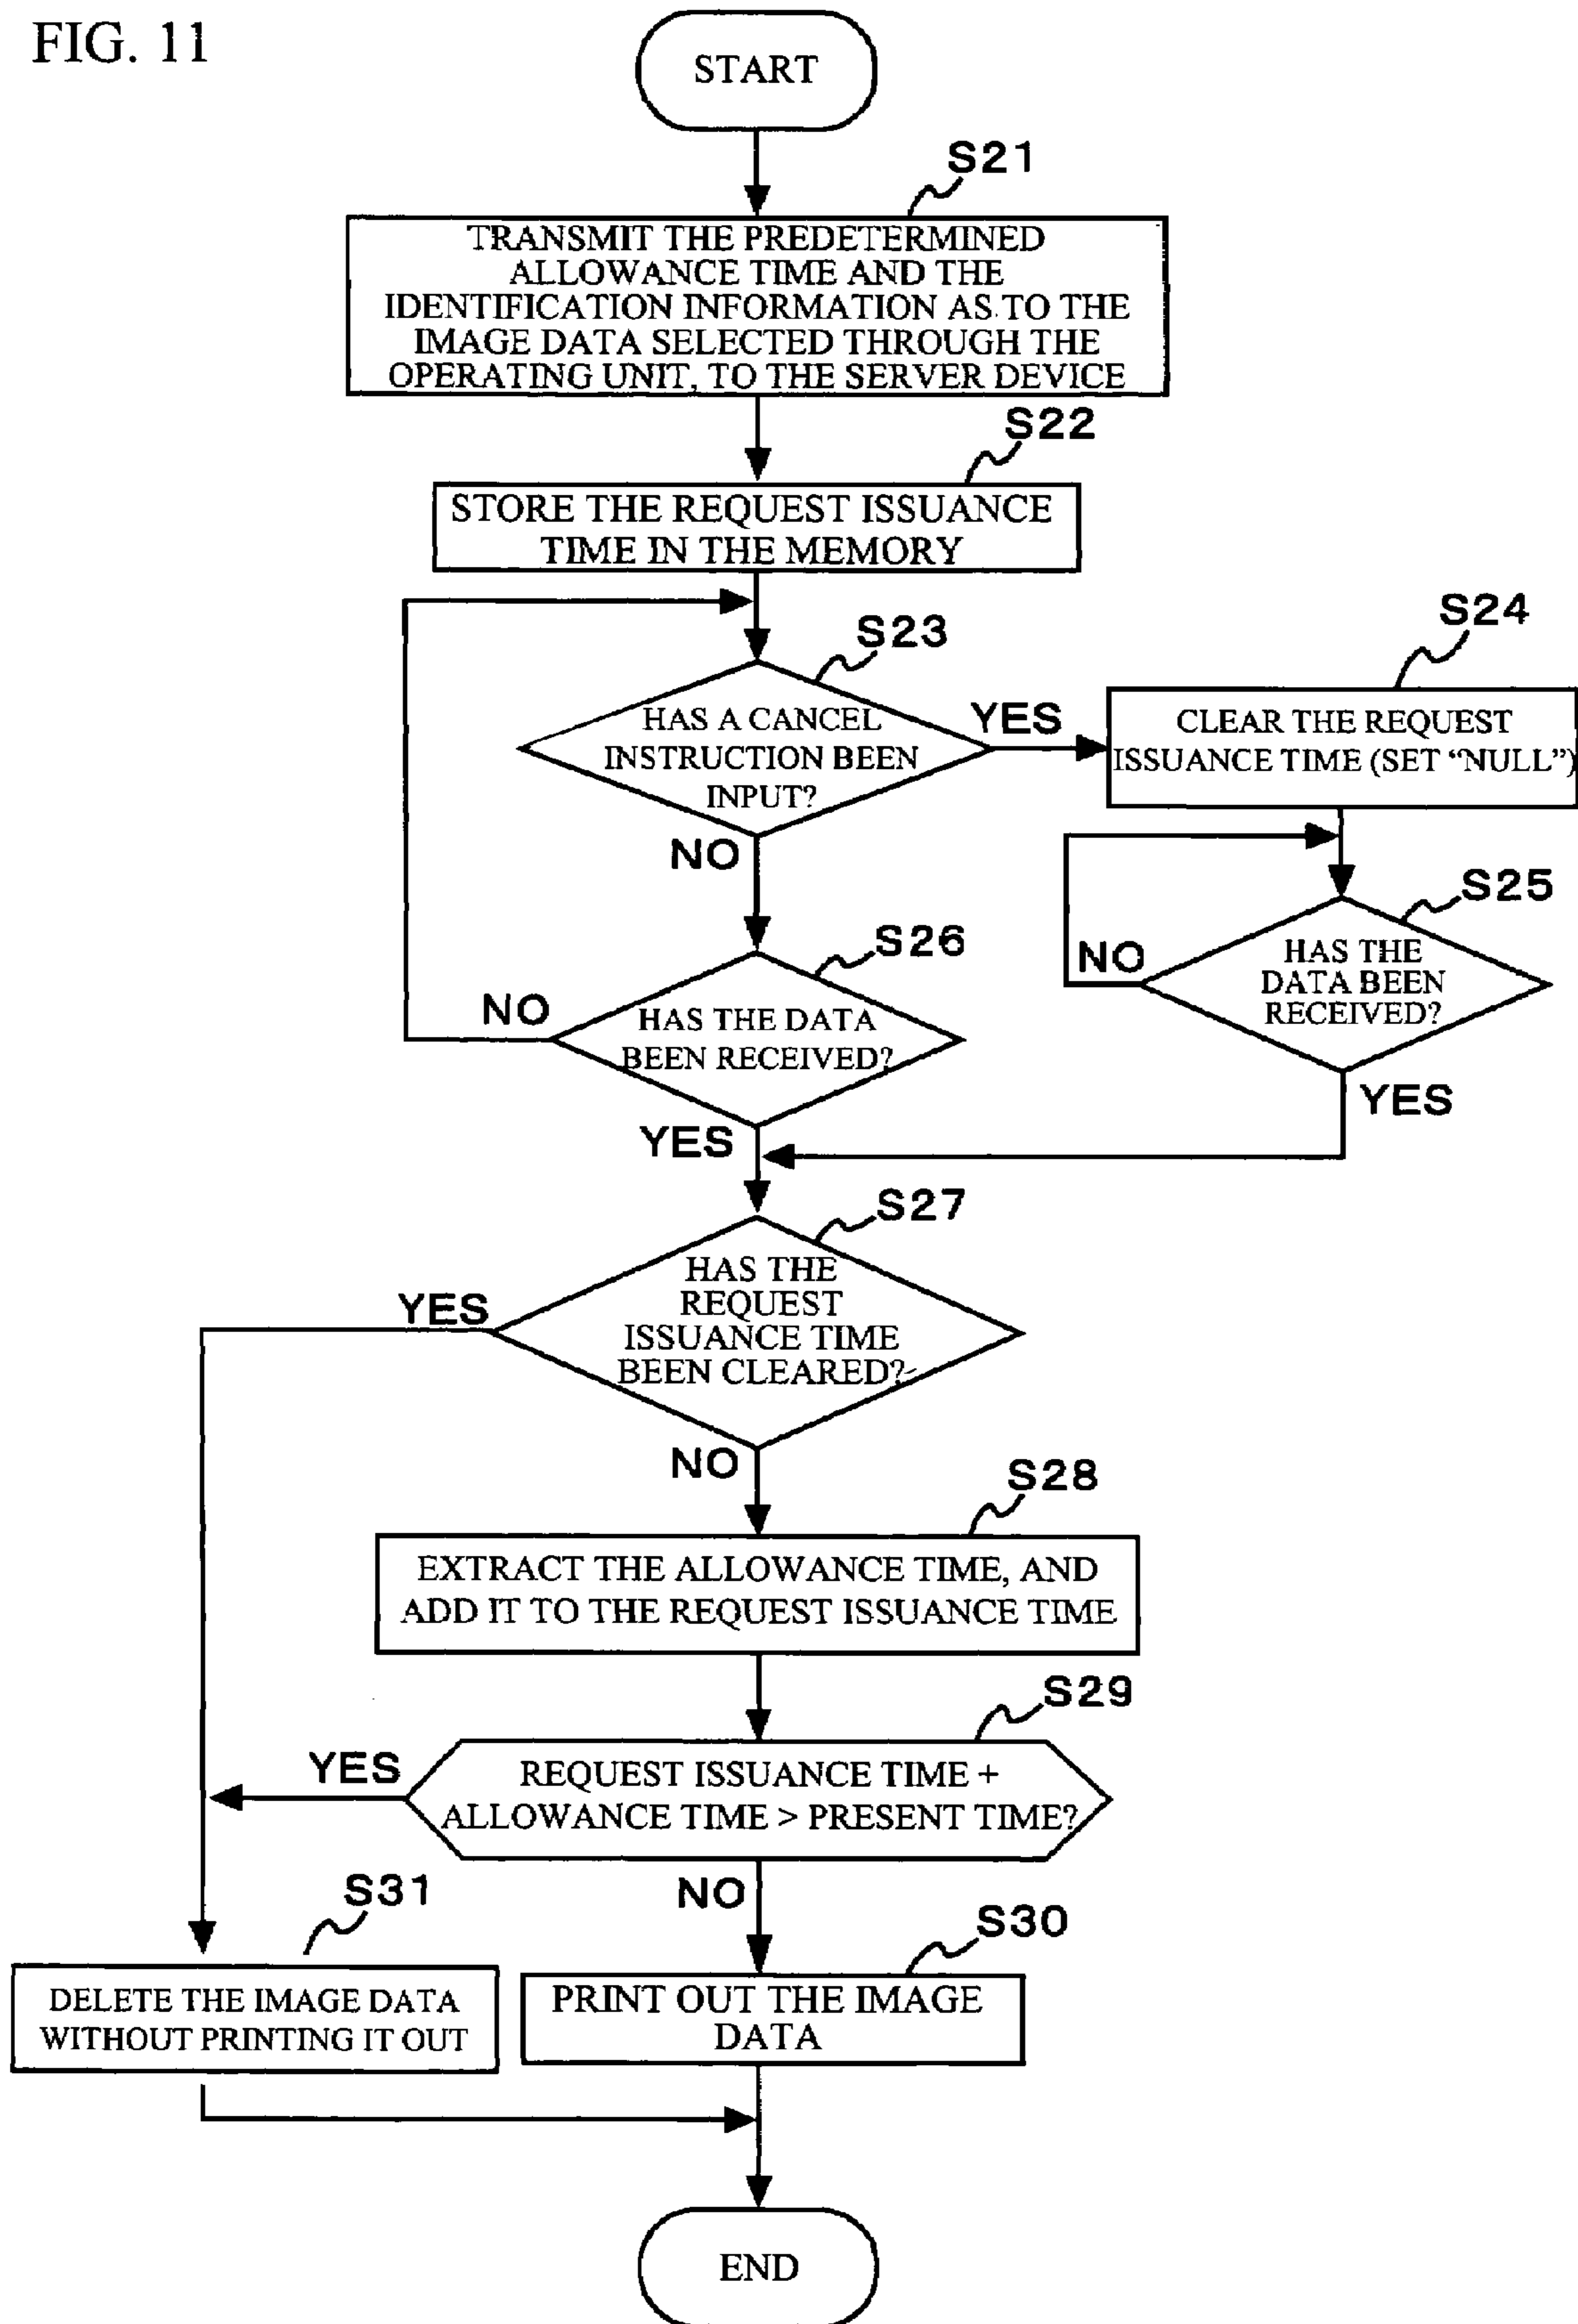 FIG. 11
START
S21
TRANSMIT THE PREDETERMINED
ALLOWANCE TIME AND THE
IDENTIFICATION INFORMATION AS TO THE
IMAGE DATA SELECTED THROUGH THE
OPERATING UNIT, TO THE SERVER DEVICE
S22
STORE THE REQUEST ISSUANCE
TIME IN THE MEMORY
S23
HAS A CANCEL
INSTRUCTION BEEN
INPUT?
YES
NO
S24
CLEAR THE REQUEST
ISSUANCE TIME (SET “NULL”)
S25
HAS THE
DATA BEEN
RECEIVED?
NO
YES
S26
HAS THE DATA
BEEN RECEIVED?
NO
YES
S27
HAS THE
REQUEST
ISSUANCE TIME
BEEN CLEARED?
YES
NO
S28
EXTRACT THE ALLOWANCE TIME, AND
ADD IT TO THE REQUEST ISSUANCE TIME
S29
REQUEST ISSUANCE TIME +
ALLOWANCE TIME > PRESENT TIME?
YES
NO
S31
DELETE THE IMAGE DATA
WITHOUT PRINTING IT OUT
S30
PRINT OUT THE IMAGE
DATA
END